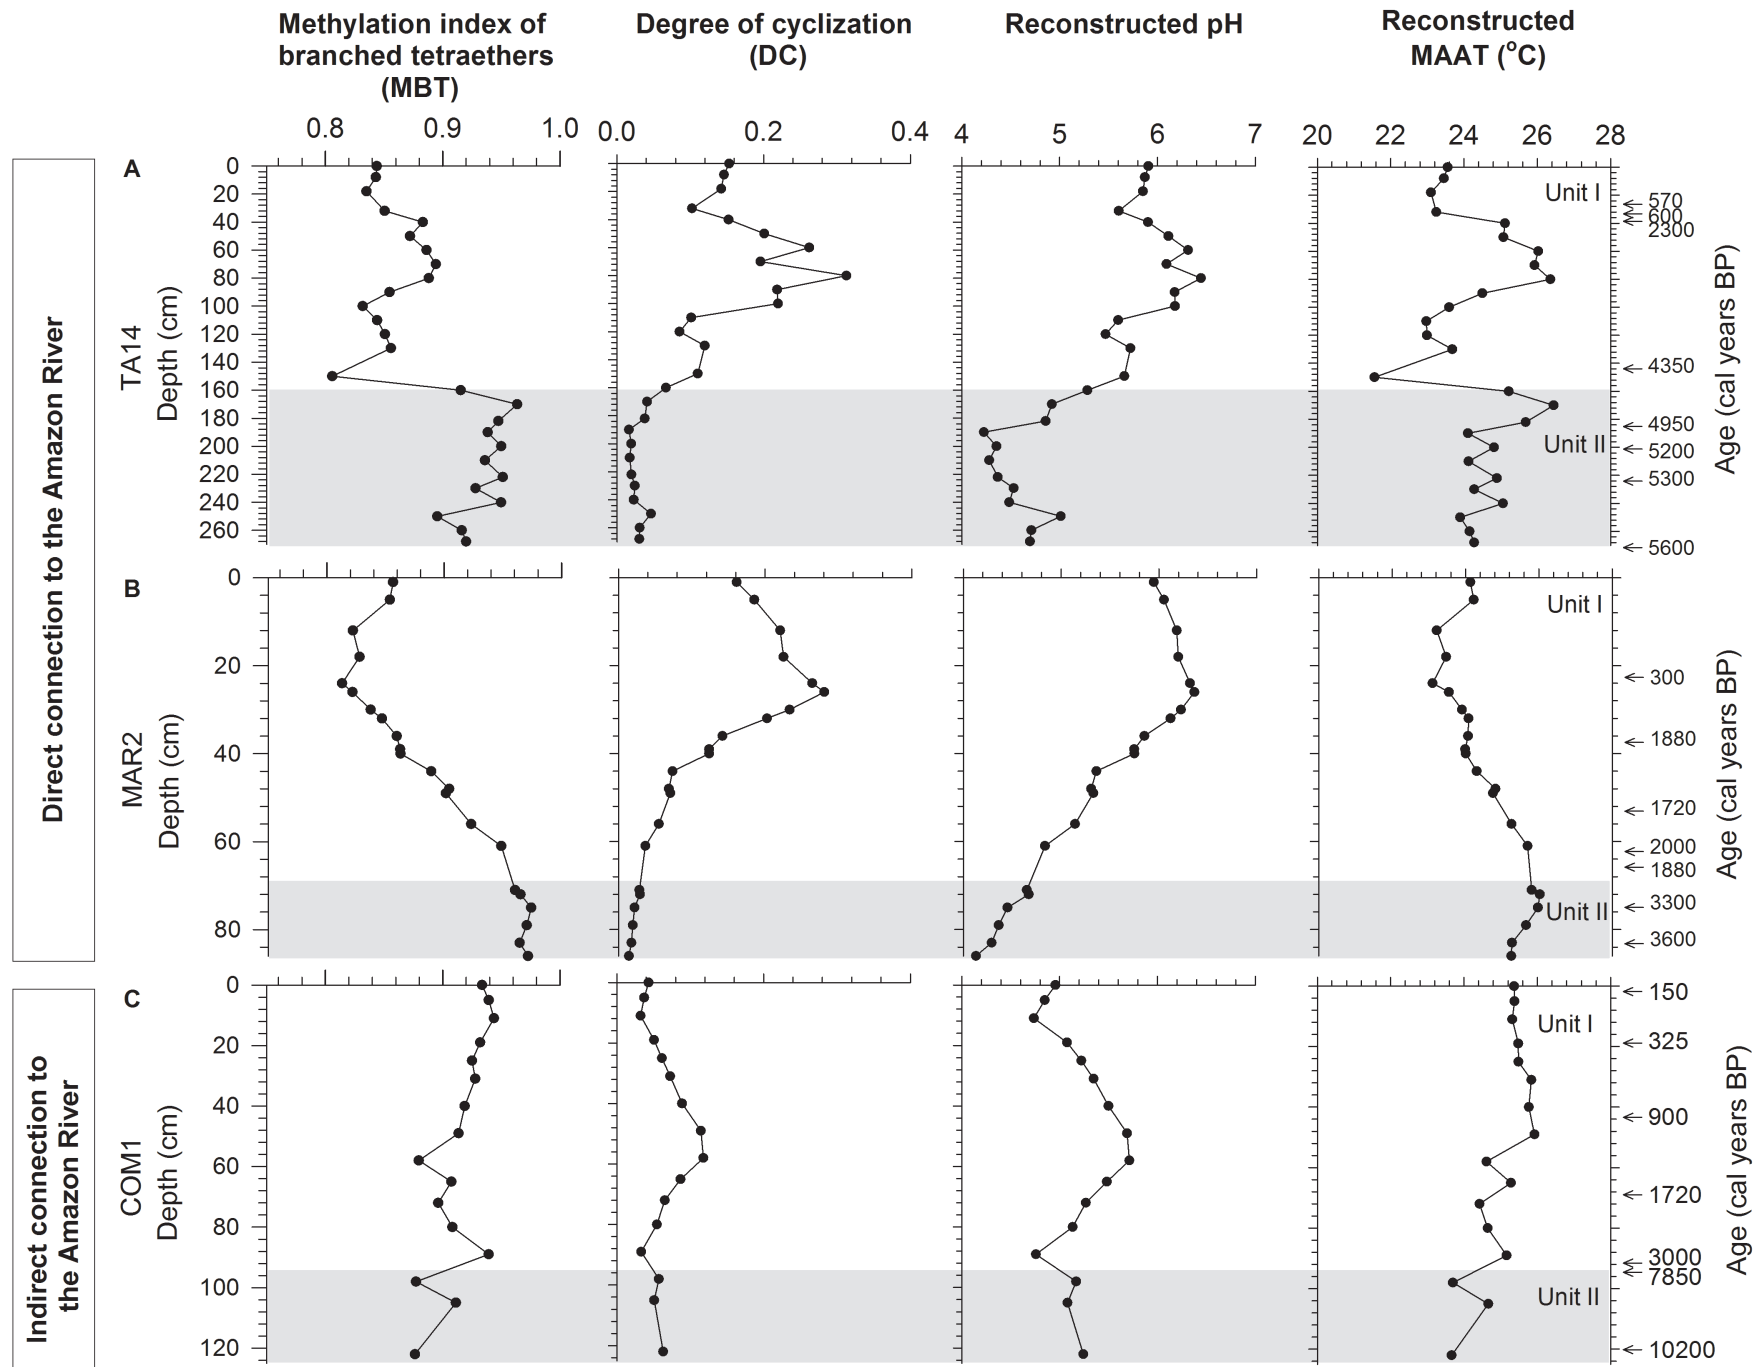 Methylation index of
branched tetraethers
(MBT)
Degree of cyclization
(DC)
Reconstructed pH
Reconstructed
MAAT (°C)
0.8 0.9 1.0
0.0 0.2 0.4
4 5 6 7
20 22 24 26 28
Direct connection to the Amazon River
A
TA14
Depth (cm)
0
20
40
60
80
100
120
140
160
180
200
220
240
260
Unit I
Unit II
570
600
2300
4350
4950
5200
5300
5600
Age (cal years BP)
B
MAR2
Depth (cm)
0
20
40
60
80
Unit I
Unit II
300
1880
1720
2000
1880
3300
3600
Age (cal years BP)
Indirect connection to
the Amazon River
C
COM1
Depth (cm)
0
20
40
60
80
100
120
Unit I
Unit II
150
325
900
1720
3000
7850
10200
Age (cal years BP)